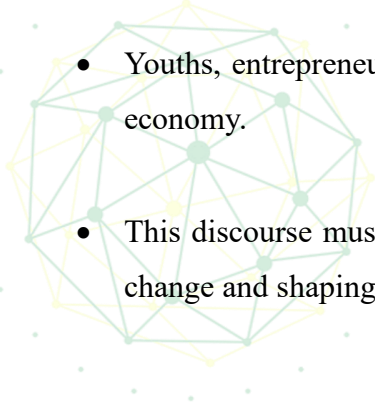 • Youths, entrepreneu
economy.
• This discourse mus
change and shaping